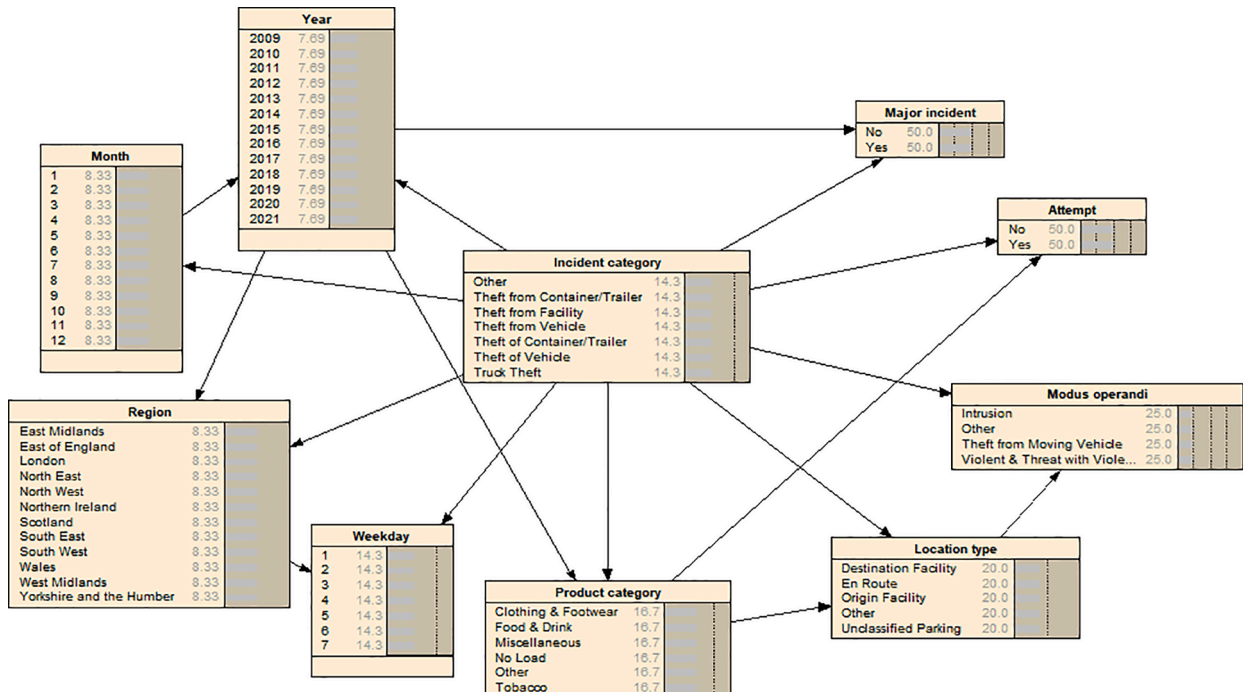 Year
2009 7.69
2010 7.69
2011 7.69
2012 7.69
2013 7.69
2014 7.69
2015 7.69
2016 7.69
2017 7.69
2018 7.69
2019 7.69
2020 7.69
2021 7.69
Month
1 8.33
2 8.33
3 8.33
4 8.33
5 8.33
6 8.33
7 8.33
8 8.33
9 8.33
10 8.33
11 8.33
12 8.33
Major incident
No 50.0
Yes 50.0
Attempt
No 50.0
Yes 50.0
Incident category
Other 14.3
Theft from Container/Trailer 14.3
Theft from Facility 14.3
Theft from Vehicle 14.3
Theft of Container/Trailer 14.3
Theft of Vehicle 14.3
Truck Theft 14.3
Modus operandi
Intrusion 25.0
Other 25.0
Theft from Moving Vehicle 25.0
Violent & Threat with Viole... 25.0
Region
East Midlands 8.33
East of England 8.33
London 8.33
North East 8.33
North West 8.33
Northern Ireland 8.33
Scotland 8.33
South East 8.33
South West 8.33
Wales 8.33
West Midlands 8.33
Yorkshire and the Humber 8.33
Weekday
1 14.3
2 14.3
3 14.3
4 14.3
5 14.3
6 14.3
7 14.3
Product category
Clothing & Footwear 16.7
Food & Drink 16.7
Miscellaneous 16.7
No Load 16.7
Other 16.7
Tobacco 16.7
Location type
Destination Facility 20.0
En Route 20.0
Origin Facility 20.0
Other 20.0
Unclassified Parking 20.0